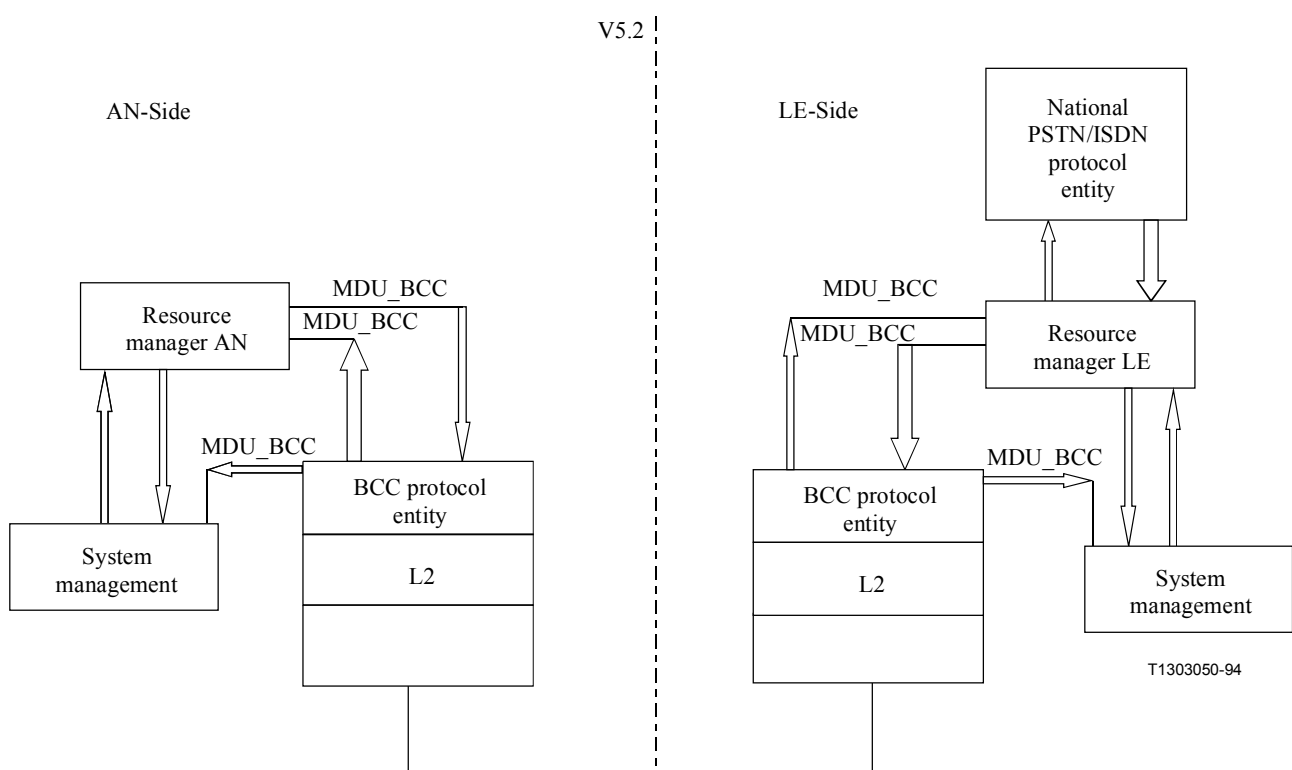 V5.2
AN-Side
LE-Side
National
PSTN/ISDN
protocol
entity
MDU_BCC
MDU_BCC
Resource
manager AN
MDU_BCC
MDU_BCC
Resource
manager LE
MDU_BCC
MDU_BCC
BCC protocol
entity
L2
System
management
BCC protocol
entity
L2
System
management
T1303050-94